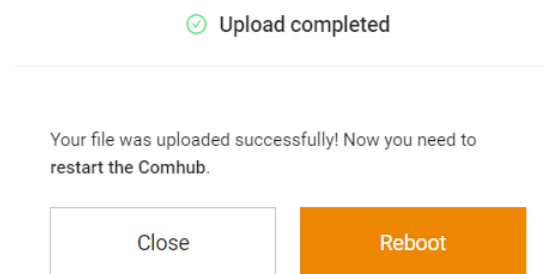 Upload completed
Your file was uploaded successfully! Now you need to
restart the Comhub.
Close
Reboot